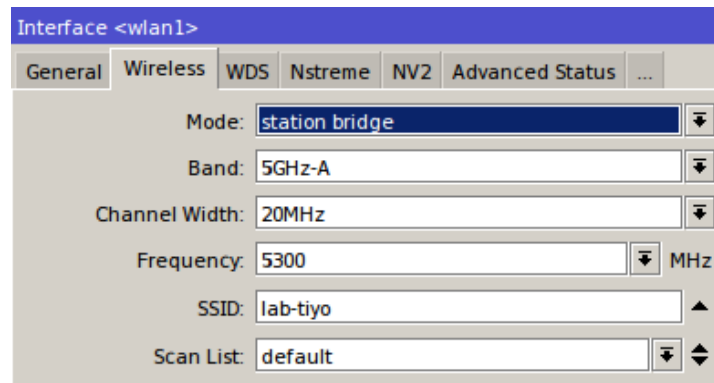 Interface <wlan1>
General Wireless WDS Nstreme NV2 Advanced Status ...
Mode: station bridge
Band: 5GHz-A
Channel Width: 20MHz
Frequency: 5300 MHz
SSID: lab-tiyo
Scan List: default